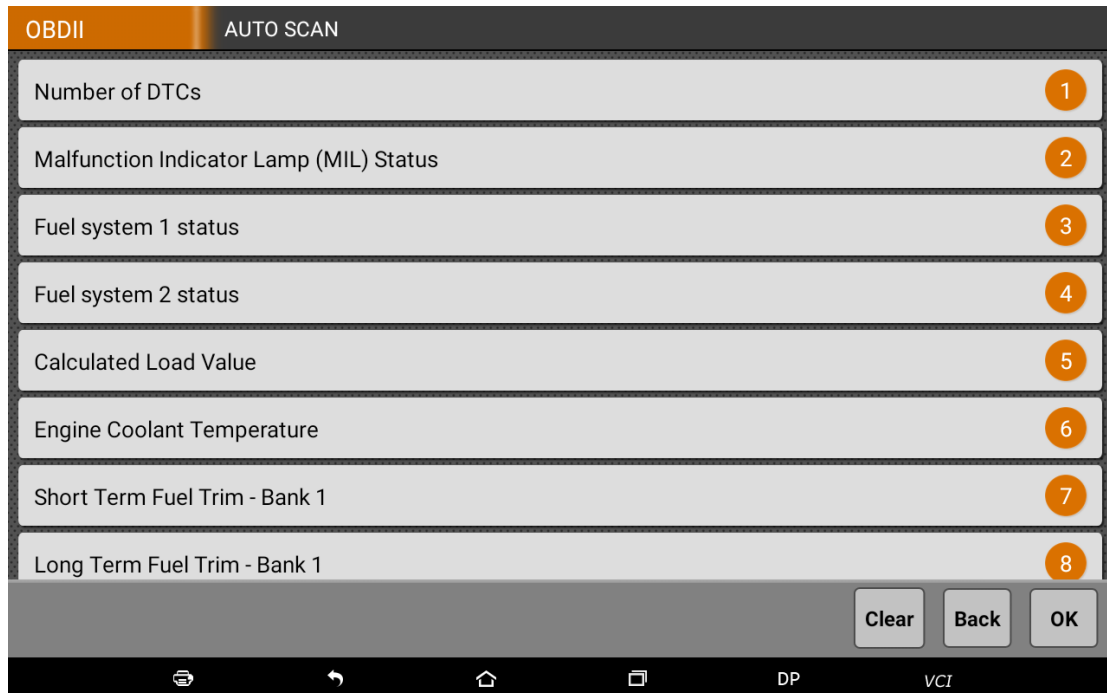 OBDII AUTO SCAN
Number of DTCs 1
Malfunction Indicator Lamp (MIL) Status 2
Fuel system 1 status 3
Fuel system 2 status 4
Calculated Load Value 5
Engine Coolant Temperature 6
Short Term Fuel Trim - Bank 1 7
Long Term Fuel Trim - Bank 1 8
Clear Back OK
DP VCI